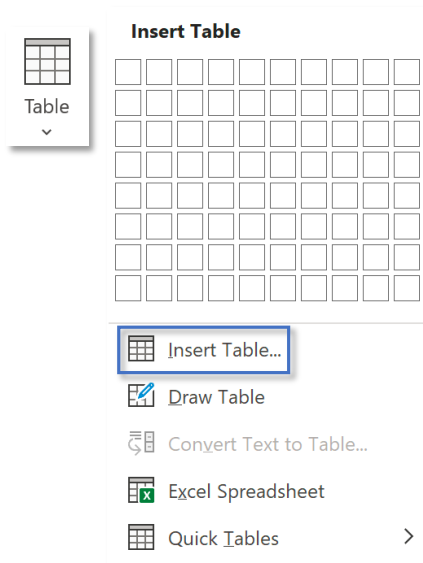 Insert Table
Table
Insert Table...
Draw Table
Convert Text to Table...
Excel Spreadsheet
Quick Tables